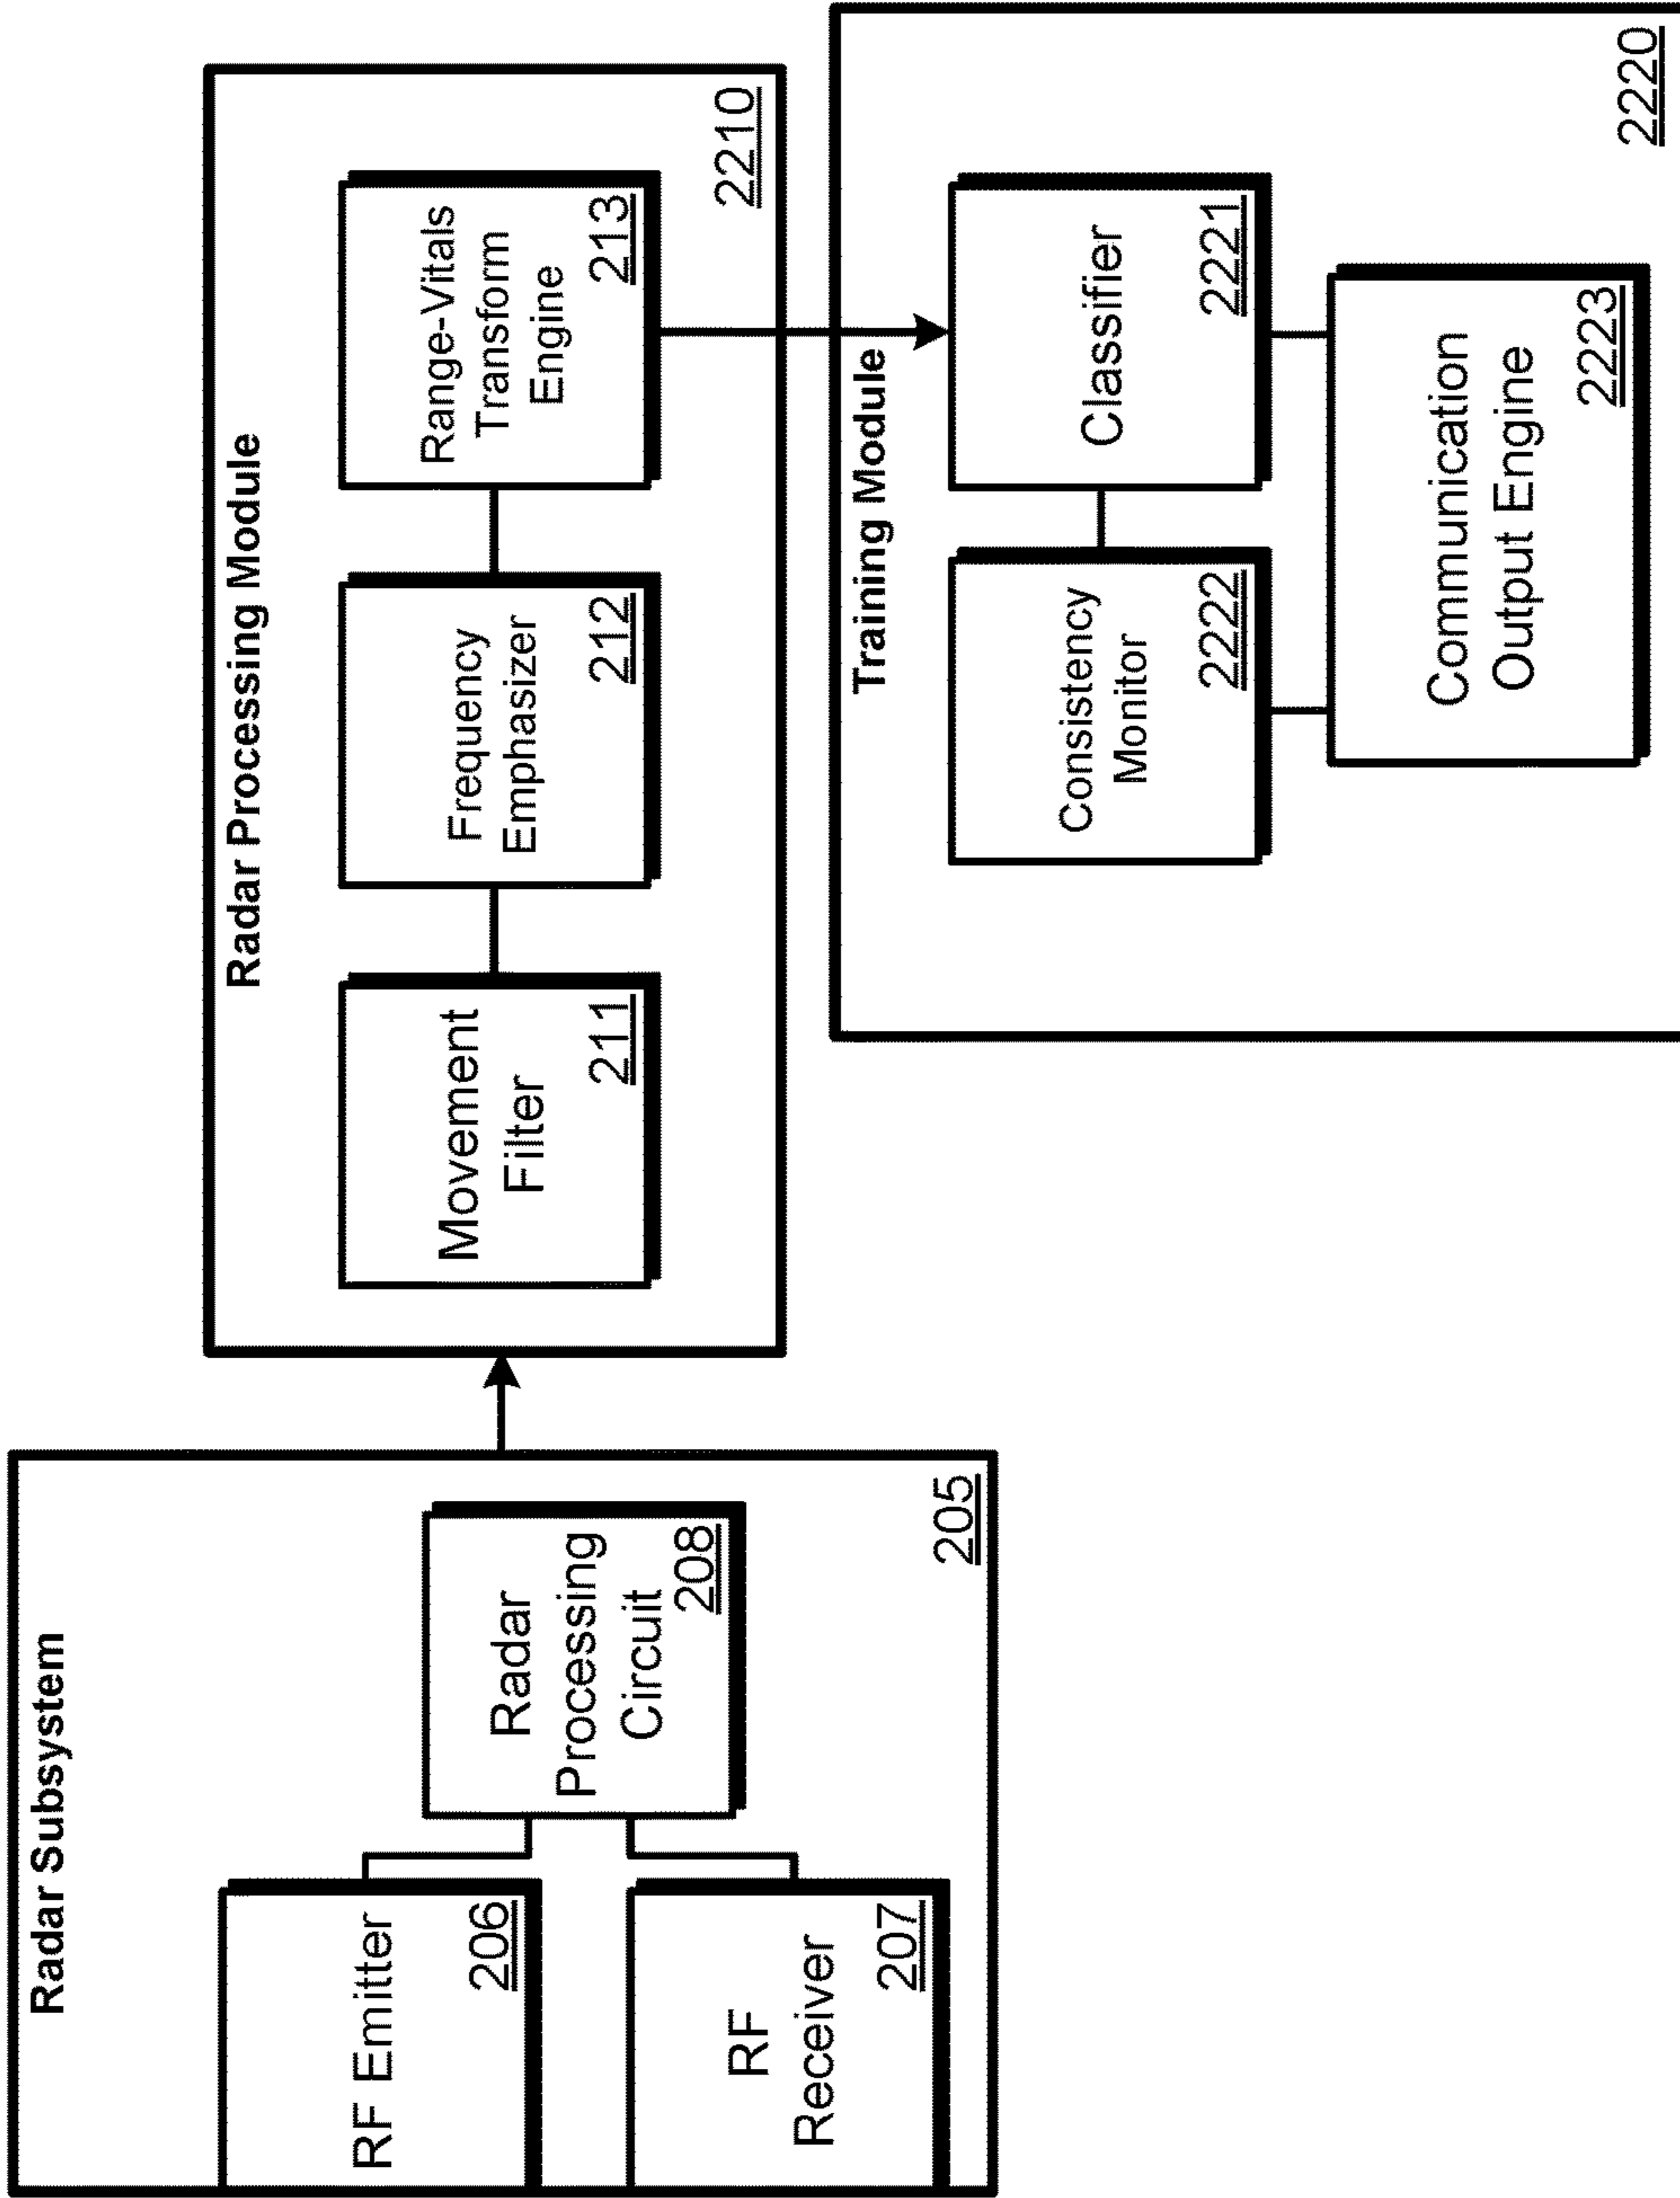 Radar Subsystem
RF Emitter
206
RF
Receiver
207
Radar
Processing
Circuit
208
205
Radar Processing Module
Movement
Filter
211
Frequency
Emphasizer
212
Range-Vitals
Transform
Engine
213
2210
Training Module
Consistency
Monitor
2222
Classifier
2221
Communication
Output Engine
2223
2220